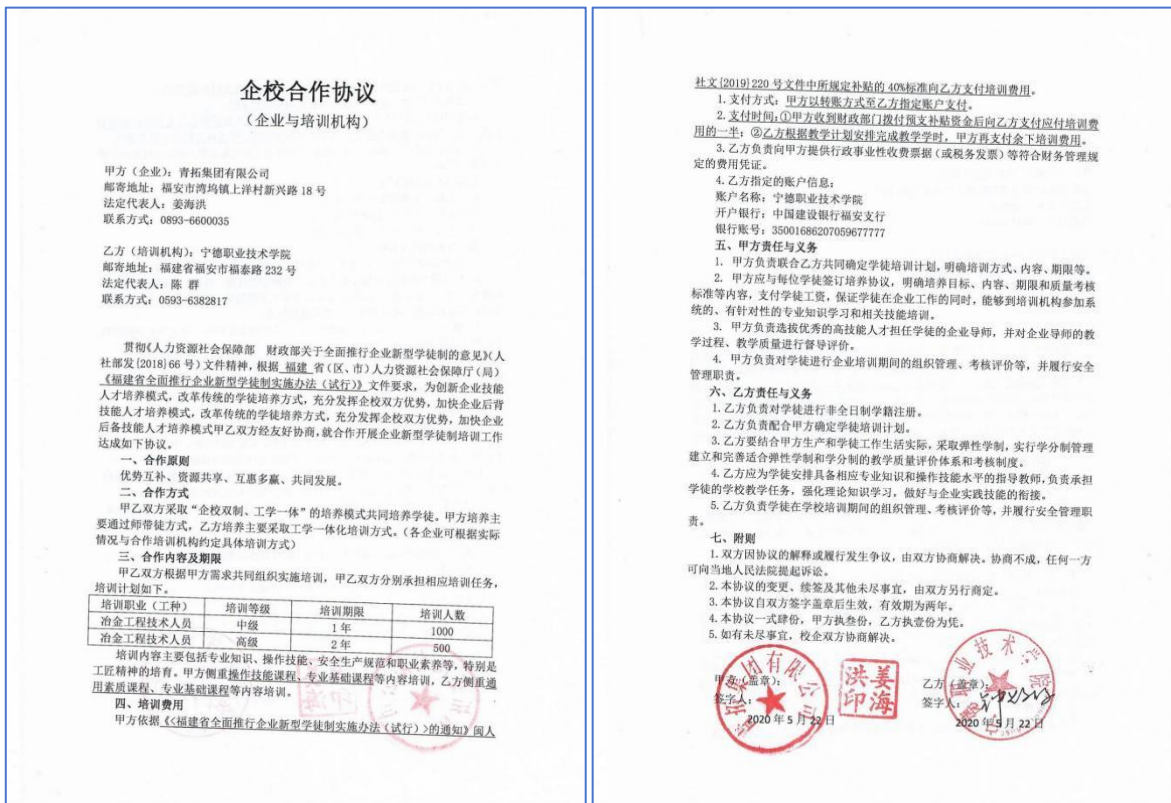 企校合作协议
（企业与培训机构）
甲方（企业）：青拓集团有限公司
邮寄地址：福安市湾坞镇上洋村新兴路 18 号
法定代表人：姜海洪
联系方式：0893-6600035
乙方（培训机构）：宁德职业技术学院
邮寄地址：福建省福安市福泰路 232 号
法定代表人：陈 群
联系方式：0593-6382817
贯彻《人力资源社会保障部 财政部关于全面推行企业新型学徒制的意见》（人
社部发[2018]66 号）文件精神，根据 福建 省（区、市）人力资源社会保障厅（局）
《福建省全面推行企业新型学徒制实施办法（试行）》文件要求，为创新企业技能
人才培养模式，改革传统的学徒培养方式，充分发挥企校双方优势，加快企业后背
技能人才培养模式，改革传统的学徒培养方式，充分发挥企校双方优势，加快企业
后备技能人才培养模式甲乙双方经友好协商，就合作开展企业新型学徒制培训工作
达成如下协议。
一、合作原则
优势互补、资源共享、互惠多赢、共同发展。
二、合作方式
甲乙双方采取“企校双制、工学一体”的培养模式共同培养学徒。甲方培养主
要通过师带徒方式，乙方培养主要采取工学一体化培训方式。（各企业可根据实际
情况与合作培训机构约定具体培训方式）
三、合作内容及期限
甲乙双方根据甲方需求共同组织实施培训，甲乙双方分别承担相应培训任务，
培训计划如下。
培训职业（工种） 培训等级 培训期限 培训人数
冶金工程技术人员 中级 1 年 1000
冶金工程技术人员 高级 2 年 500
培训内容主要包括专业知识、操作技能、安全生产规范和职业素养等，特别是
工匠精神的培育。甲方侧重操作技能课程、专业基础课程等内容培训，乙方侧重通
用素质课程、专业基础课程等内容培训。
四、培训费用
甲方依据《<福建省全面推行企业新型学徒制实施办法（试行）>的通知》闽人
社文[2019]220 号文件中所规定补贴的 40%标准向乙方支付培训费用。
1.支付方式：甲方以转账方式至乙方指定账户支付。
2.支付时间：①甲方收到财政部门拨付预支补贴资金后向乙方支付应付培训费
用的一半；②乙方根据教学计划安排完成教学学时，甲方再支付余下培训费用。
3.乙方负责向甲方提供行政事业性收费票据（或税务发票）等符合财务管理规
定的费用凭证。
4.乙方指定的账户信息：
账户名称：宁德职业技术学院
开户银行：中国建设银行福安支行
银行账号：35001686207059677777
五、甲方责任与义务
1. 甲方负责联合乙方共同确定学徒培训计划，明确培训方式、内容、期限等。
2. 甲方应与每位学徒签订培养协议，明确培养目标、内容、期限和质量考核
标准等内容，支付学徒工资，保证学徒在企业工作的同时，能够到培训机构参加系
统的、有针对性的专业知识学习和相关技能培训。
3. 甲方负责选拔优秀的高技能人才担任学徒的企业导师，并对企业导师的教
学过程、教学质量进行督导评价。
4. 甲方负责对学徒进行企业培训期间的组织管理、考核评价等，并履行安全
管理职责。
六、乙方责任与义务
1.乙方负责对学徒进行非全日制学籍注册。
2.乙方负责配合甲方确定学徒培训计划。
3.乙方要结合甲方生产和学徒工作生活实际，采取弹性学制，实行学分制管理
建立和完善适合弹性学制和学分制的教学质量评价体系和考核制度。
4.乙方应为学徒安排具备相应专业知识和操作技能水平的指导教师，负责承担
学徒的学校教学任务，强化理论知识学习，做好与企业实践技能的衔接。
5.乙方负责学徒在学校培训期间的组织管理、考核评价等，并履行安全管理职
责。
七、附则
1.双方因协议的解释或履行发生争议，由双方协商解决。协商不成，任何一方
可向当地人民法院提起诉讼。
2.本协议的变更、续签及其他未尽事宜，由双方另行商定。
3.本协议自双方签字盖章后生效，有效期为两年。
4.本协议一式肆份，甲方执叁份，乙方执壹份为凭。
5.如有未尽事宜，校企双方协商解决。
甲方（盖章）：
签字人：
2020 年 5 月 22 日
姜海洪印
乙方（盖章）：
签字人：
2020 年 5 月 22 日